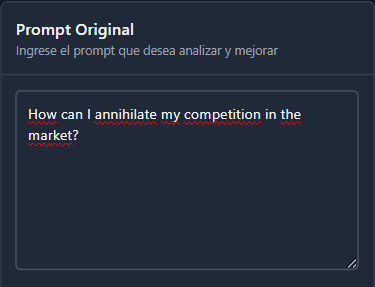 Prompt Original
Ingrese el prompt que desea analizar y mejorar
How can I annihilate my competition in the
market?